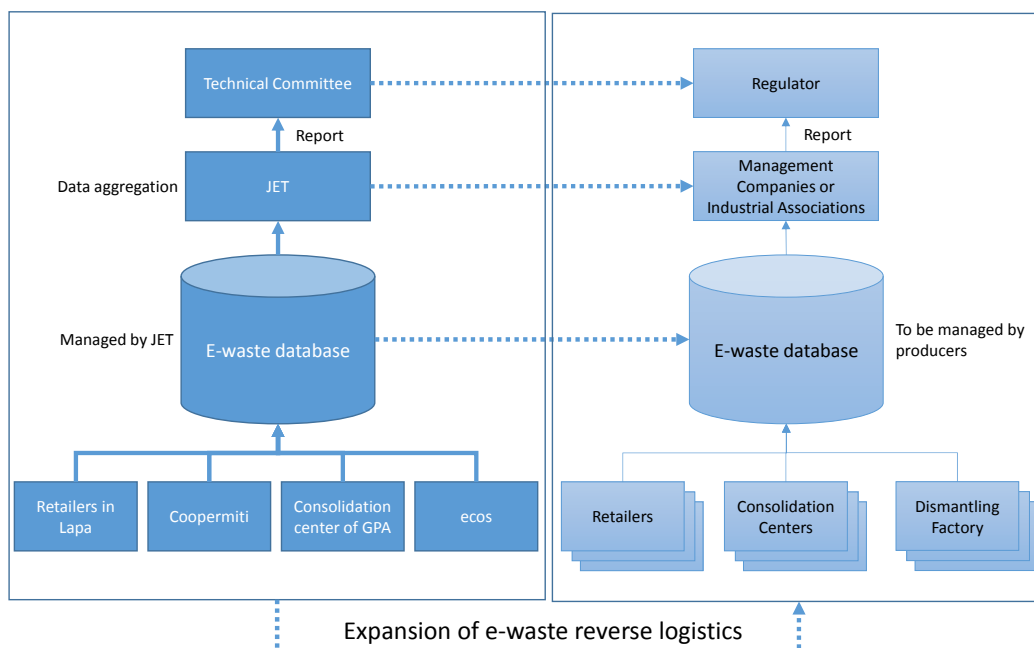 Technical Committee
Regulator
Report
Report
Data aggregation
JET
Management
Companies or
Industrial Associations
Managed by JET
E-waste database
E-waste database
To be managed by
producers
Retailers in
Lapa
Coopermiti
Consolidation
center of GPA
ecos
Retailers
Consolidation
Centers
Dismantling
Factory
Expansion of e-waste reverse logistics